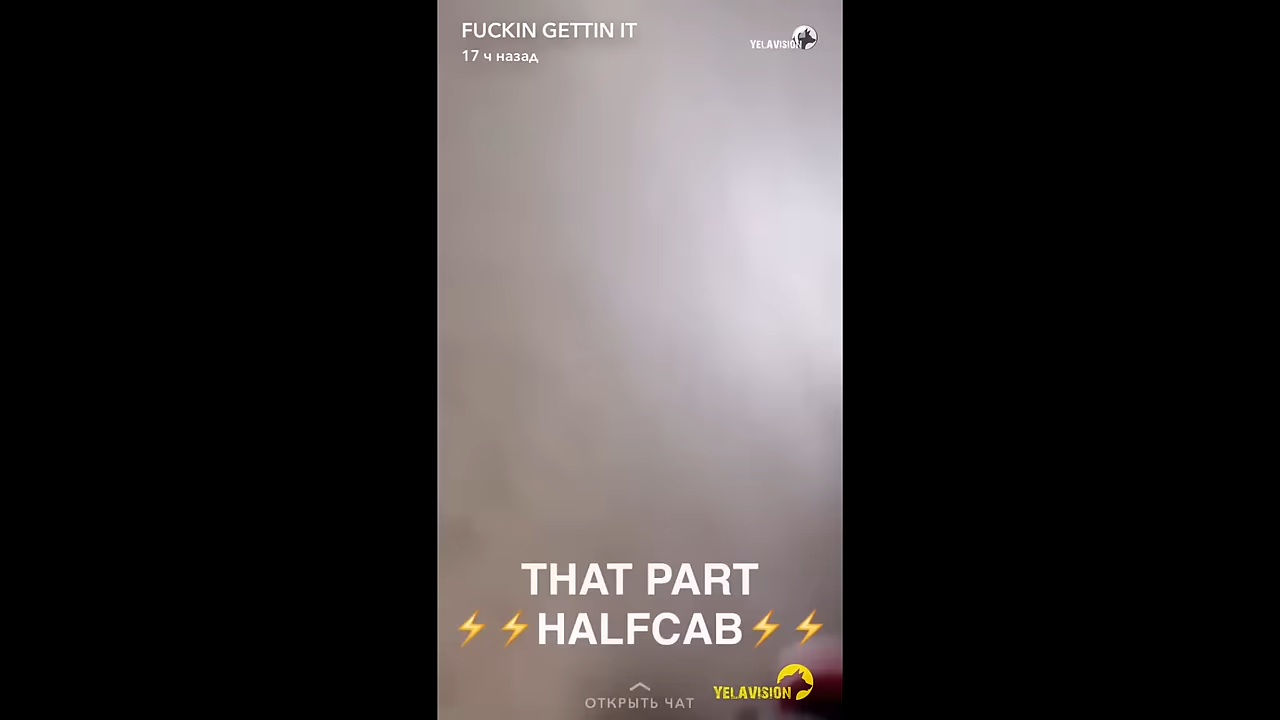 FUCKIN GETTIN IT
17 ч назад
YELAVISION
THAT PART
⚡⚡HALFCAB⚡⚡
YELAVISION
ОТКРЫТЬ ЧАТ